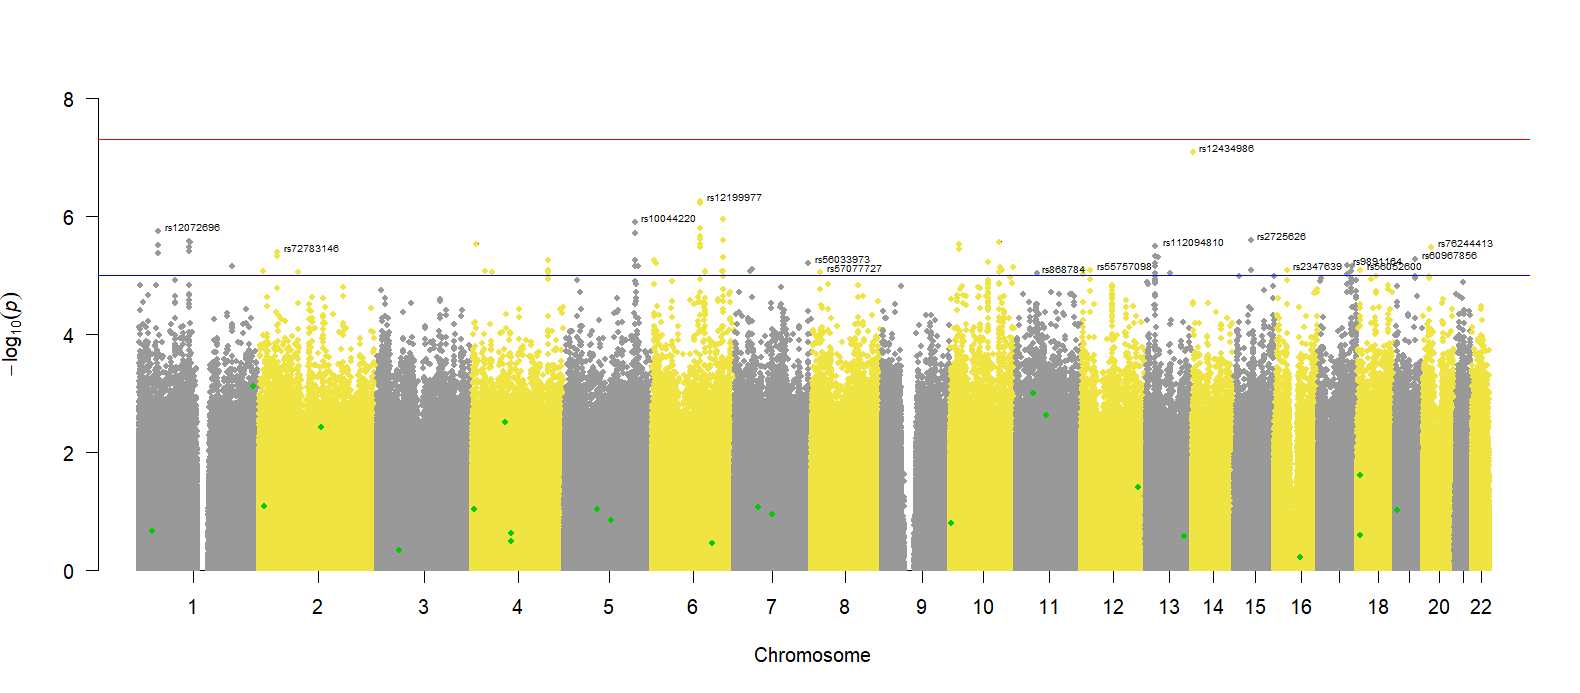 8
rs12434986
6
rs12199977
rs10044220
rs12072696
rs2725626
rs112094810
rs76244413
rs72783146
rs60967856
rs9891164
rs56033973
rs55757098
rs2347639
rs56052600
rs57077727
rs868784
4
2
0
−log10(p)
1 2 3 4 5 6 7 8 9 10 11 12 13 14 15 16 18 20 22
Chromosome